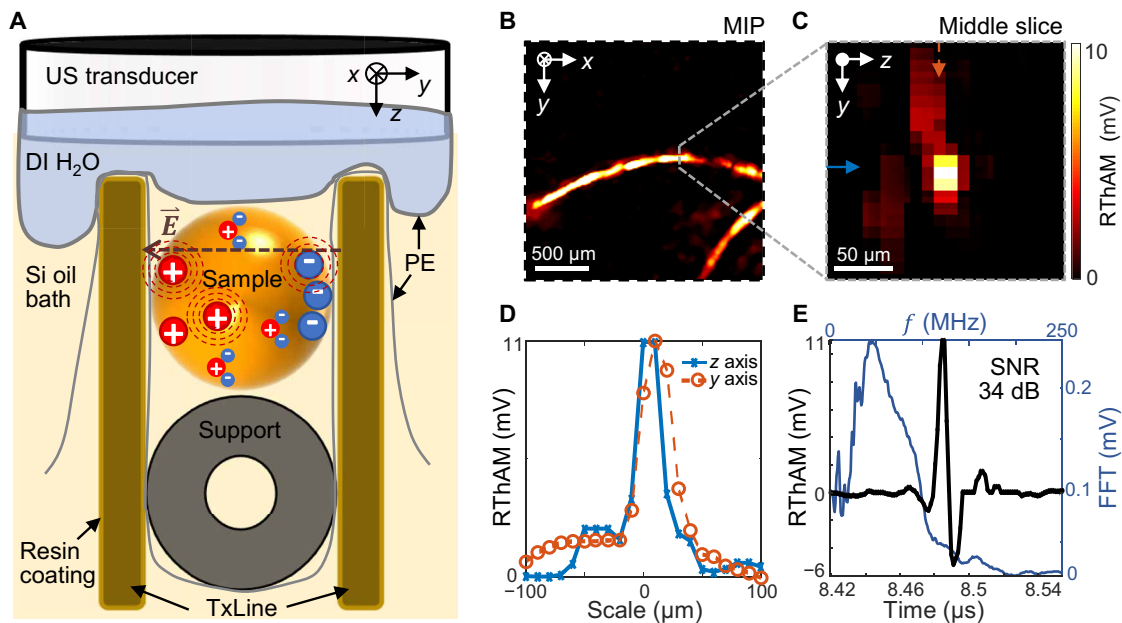 A
US transducer
x
y
z
DI H₂O
E
Sample
PE
Si oil
bath
Support
Resin
coating
TxLine
B
MIP
x
y
500 µm
C
Middle slice
z
y
50 µm
10
RThAM (mV)
0
D
11
RThAM (mV)
0
z axis
y axis
−100
−50
0
50
100
Scale (µm)
E
0
f (MHz)
250
11
RThAM (mV)
0
−6
SNR
34 dB
0.2
0.1
0
FFT (mV)
8.42
8.46
8.5
8.54
Time (µs)